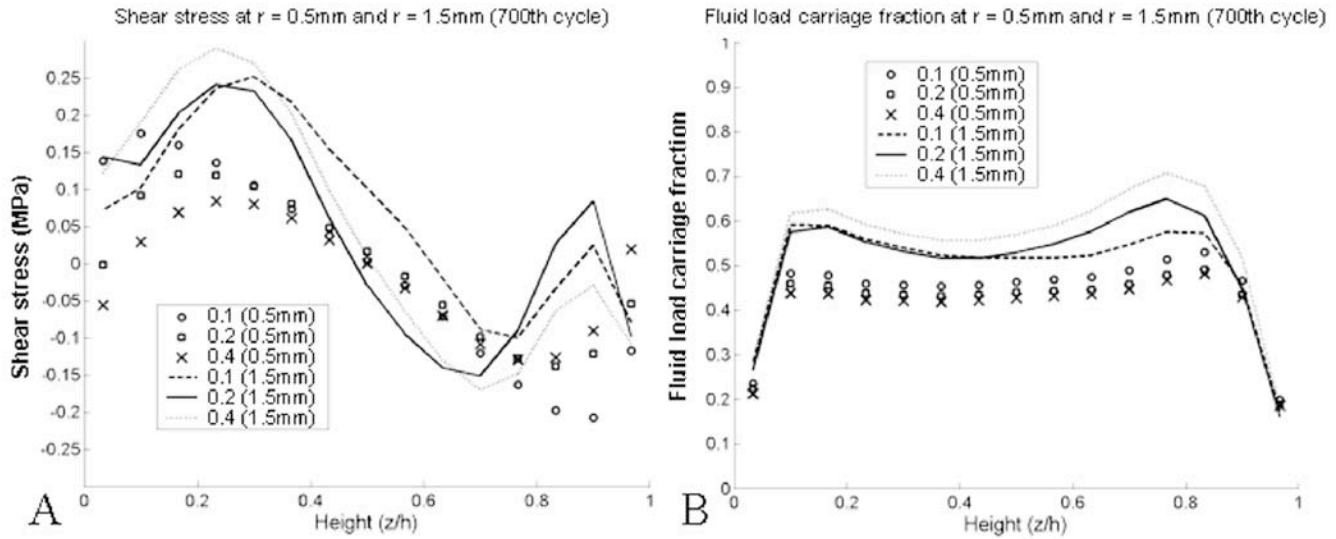 Shear stress at r = 0.5mm and r = 1.5mm (700th cycle)
Shear stress (MPa)
0.25
0.2
0.15
0.1
0.05
0
-0.05
-0.1
-0.15
-0.2
-0.25
0.1 (0.5mm)
0.2 (0.5mm)
0.4 (0.5mm)
0.1 (1.5mm)
0.2 (1.5mm)
0.4 (1.5mm)
0 0.2 0.4 0.6 0.8 1
Height (z/h)
A
Fluid load carriage fraction at r = 0.5mm and r = 1.5mm (700th cycle)
Fluid load carriage fraction
1
0.9
0.8
0.7
0.6
0.5
0.4
0.3
0.2
0.1
0
0.1 (0.5mm)
0.2 (0.5mm)
0.4 (0.5mm)
0.1 (1.5mm)
0.2 (1.5mm)
0.4 (1.5mm)
0 0.2 0.4 0.6 0.8 1
Height (z/h)
B